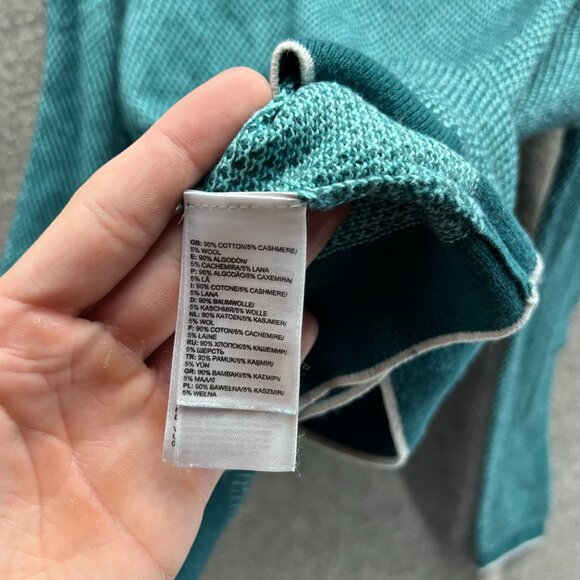 GB: 90% COTTON/5% CASHMERE/
5% WOOL
E: 90% ALGODÓN/
5% CACHEMIRA/5% LANA
P: 90% ALGODÃO/5% CAXEMIRA/
5% LÃ
I: 90% COTONE/5% CASHMERE/
5% LANA
D: 90% BAUMWOLLE/
5% KASCHMIR/5% WOLLE
NL: 90% KATOEN/5% KASJMIER/
5% WOL
F: 90% COTON/5% CACHEMIRE/
5% LAINE
RU: 90% ХЛОПОК/5% КАШЕМИР/
5% ШЕРСТЬ
TR: 90% PAMUK/5% KAŞMİR/
5% YÜN
GR: 90% ΒΑΜΒΑΚΙ/5% ΚΑΣΜΙΡ/
5% ΜΑΛΛΙ
PL: 90% BAWEŁNA/5% KASZMIR/
5% WEŁNA